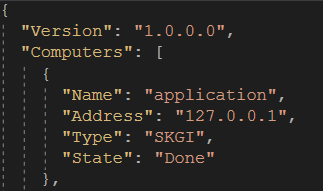 {
"Version": "1.0.0.0",
"Computers": [
{
"Name": "application",
"Address": "127.0.0.1",
"Type": "SKGI",
"State": "Done"
},